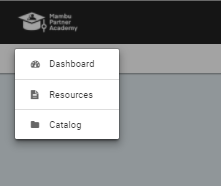 Mambu
Partner
Academy
Dashboard
Resources
Catalog